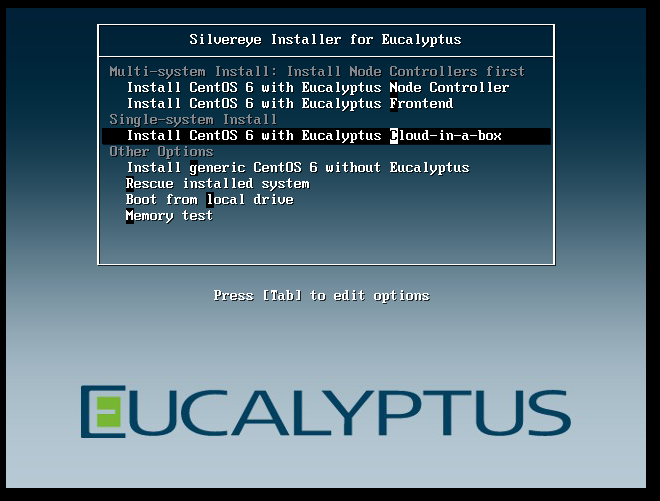 Silvereye Installer for Eucalyptus
Multi-system Install: Install Node Controllers first
Install CentOS 6 with Eucalyptus Node Controller
Install CentOS 6 with Eucalyptus Frontend
Single-system Install
Install CentOS 6 with Eucalyptus Cloud-in-a-box
Other Options
Install generic CentOS 6 without Eucalyptus
Rescue installed system
Boot from local drive
Memory test
Press [Tab] to edit options
EUCALYPTUS